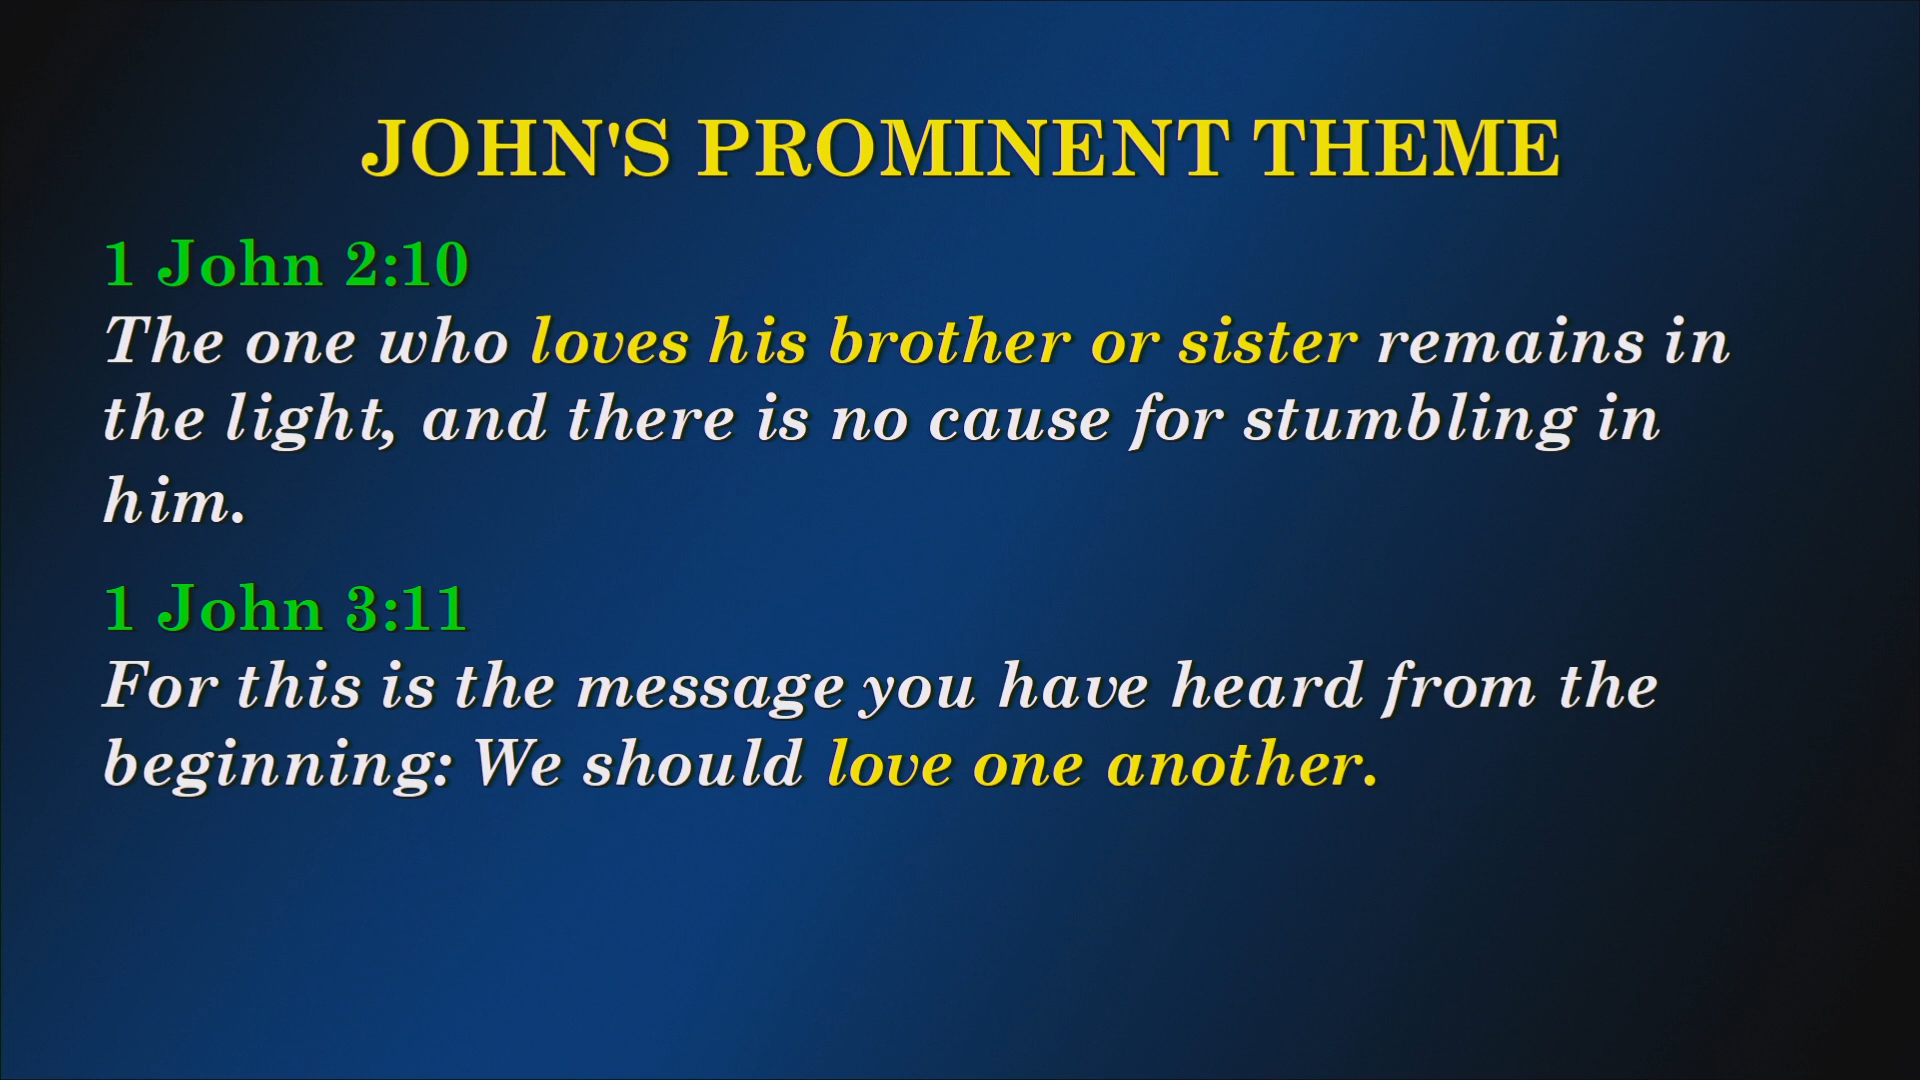 JOHN'S PROMINENT THEME
1 John 2:10
The one who loves his brother or sister remains in
the light, and there is no cause for stumbling in
him.
1 John 3:11
For this is the message you have heard from the
beginning: We should love one another.